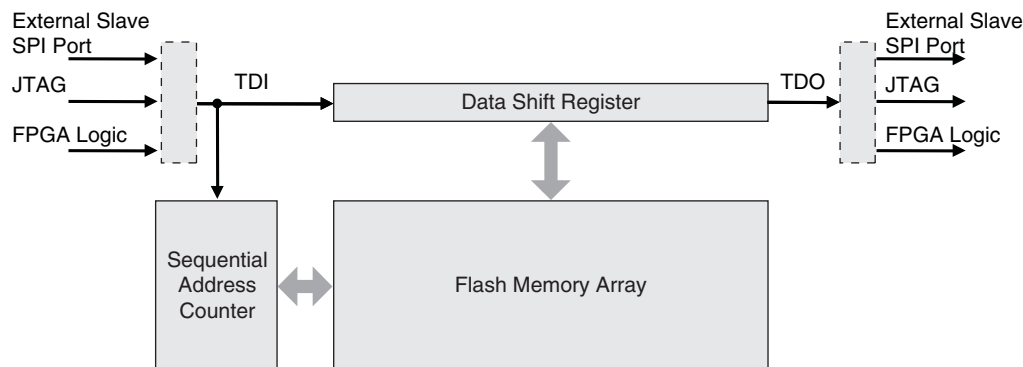 External Slave
SPI Port
JTAG
FPGA Logic
TDI
Data Shift Register
TDO
External Slave
SPI Port
JTAG
FPGA Logic
Sequential
Address
Counter
Flash Memory Array